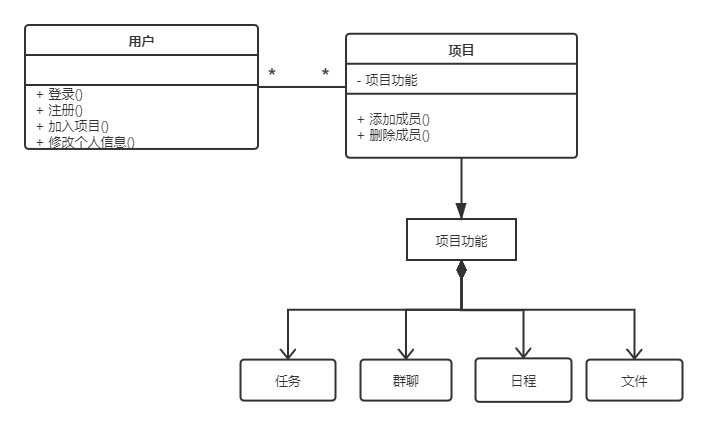 用户
+ 登录()
+ 注册()
+ 加入项目()
+ 修改个人信息()
*
*
项目
- 项目功能
+ 添加成员()
+ 删除成员()
项目功能
任务
群聊
日程
文件